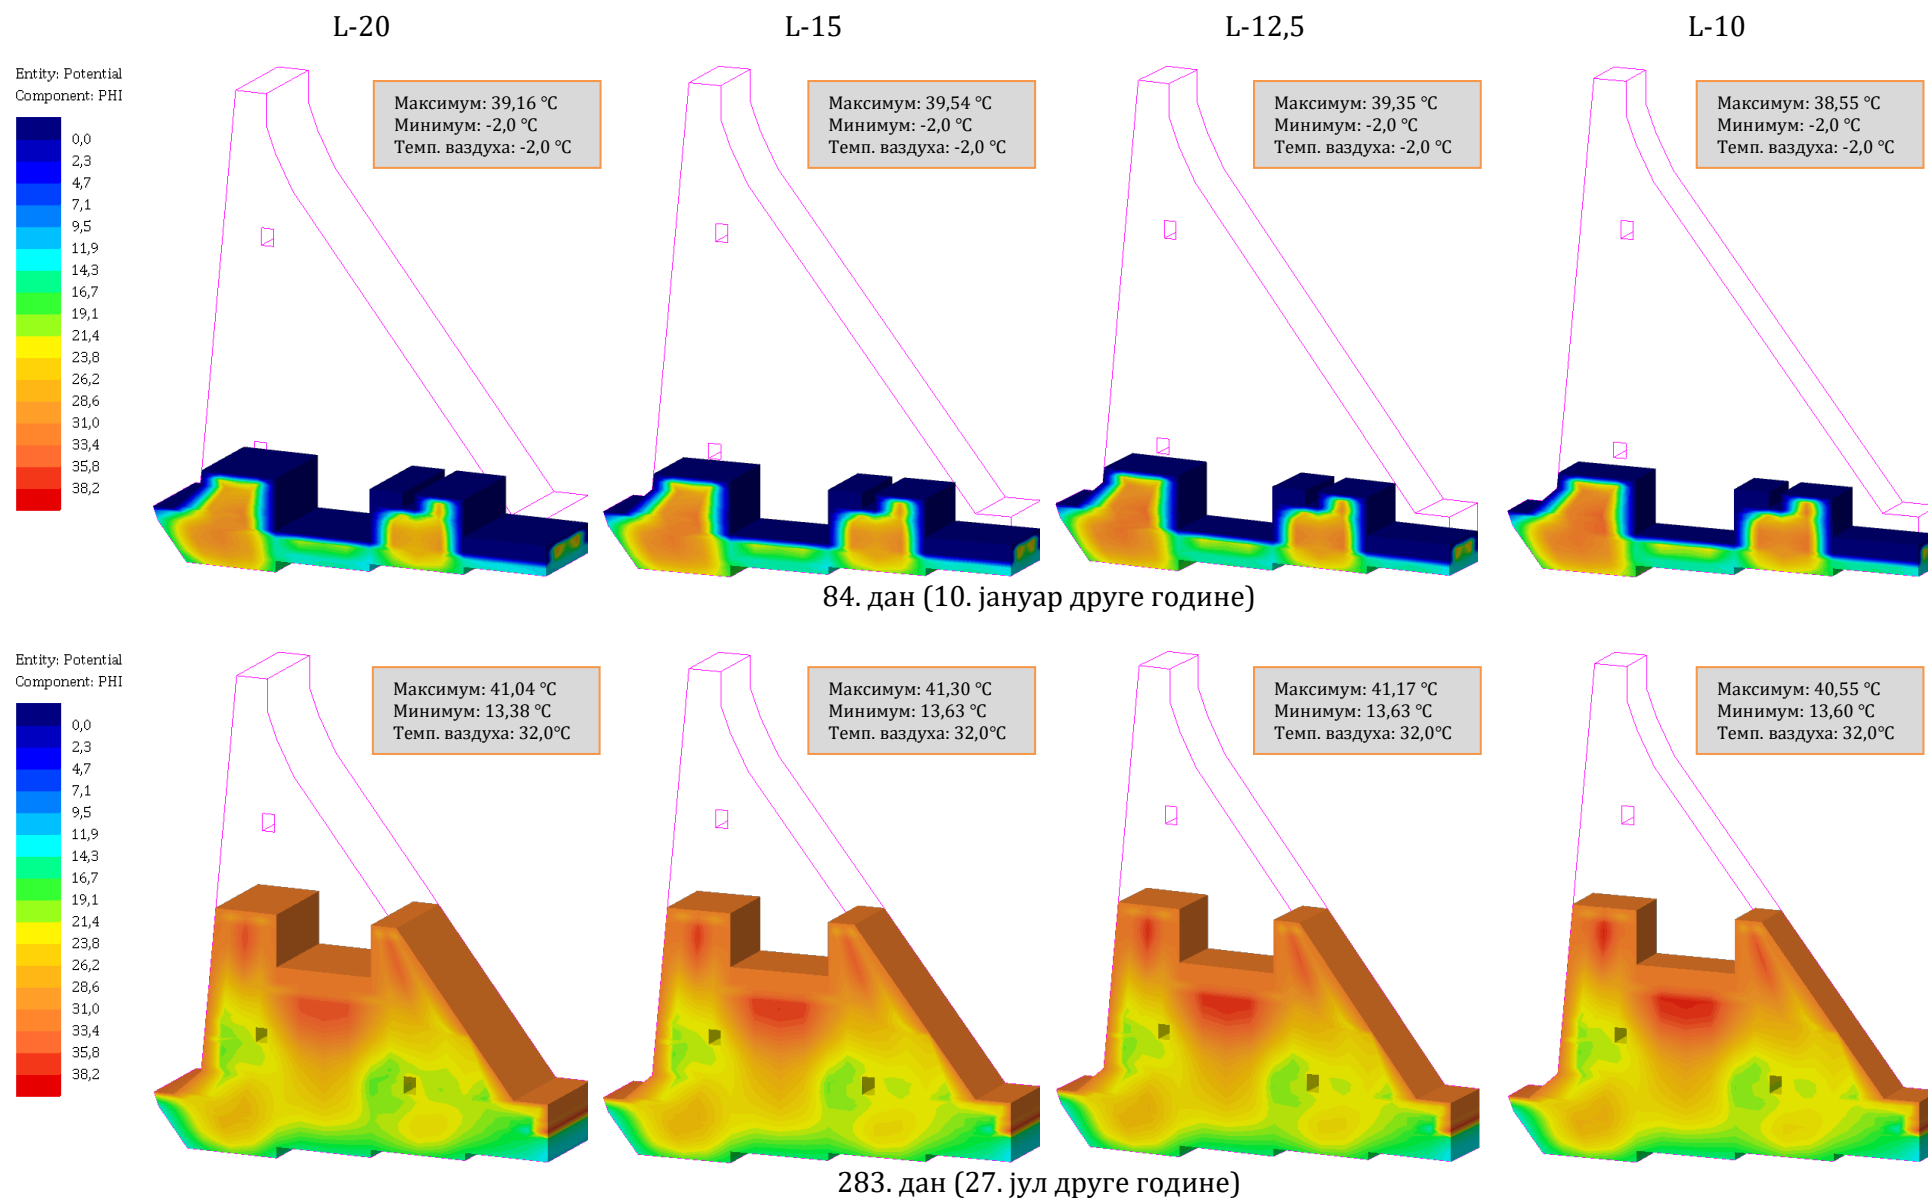 L-20
L-15
L-12,5
L-10
Entity: Potential
Component: PHI
0,0
2,3
4,7
7,1
9,5
11,9
14,3
16,7
19,1
21,4
23,8
26,2
28,6
31,0
33,4
35,8
38,2
Максимум: 39,16 °C
Минимум: -2,0 °C
Темп. ваздуха: -2,0 °C
Максимум: 39,54 °C
Минимум: -2,0 °C
Темп. ваздуха: -2,0 °C
Максимум: 39,35 °C
Минимум: -2,0 °C
Темп. ваздуха: -2,0 °C
Максимум: 38,55 °C
Минимум: -2,0 °C
Темп. ваздуха: -2,0 °C
84. дан (10. јануар друге године)
Entity: Potential
Component: PHI
0,0
2,3
4,7
7,1
9,5
11,9
14,3
16,7
19,1
21,4
23,8
26,2
28,6
31,0
33,4
35,8
38,2
Максимум: 41,04 °C
Минимум: 13,38 °C
Темп. ваздуха: 32,0°C
Максимум: 41,30 °C
Минимум: 13,63 °C
Темп. ваздуха: 32,0°C
Максимум: 41,17 °C
Минимум: 13,63 °C
Темп. ваздуха: 32,0°C
Максимум: 40,55 °C
Минимум: 13,60 °C
Темп. ваздуха: 32,0°C
283. дан (27. јул друге године)